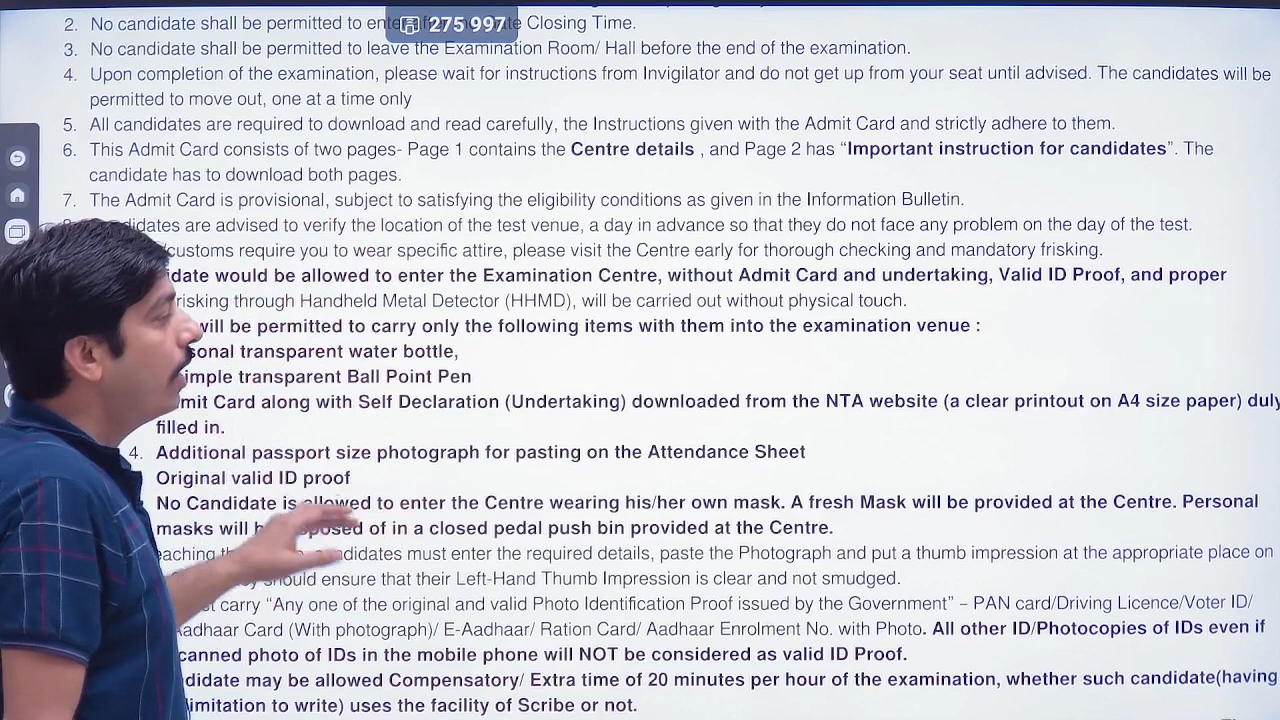 2. No candidate shall be permitted to enter Closing Time.
275 997
3. No candidate shall be permitted to leave the Examination Room/ Hall before the end of the examination.
4. Upon completion of the examination, please wait for instructions from Invigilator and do not get up from your seat until advised. The candidates will be
permitted to move out, one at a time only
5. All candidates are required to download and read carefully, the Instructions given with the Admit Card and strictly adhere to them.
6. This Admit Card consists of two pages- Page 1 contains the Centre details , and Page 2 has “Important instruction for candidates”. The
candidate has to download both pages.
7. The Admit Card is provisional, subject to satisfying the eligibility conditions as given in the Information Bulletin.
didates are advised to verify the location of the test venue, a day in advance so that they do not face any problem on the day of the test.
/customs require you to wear specific attire, please visit the Centre early for thorough checking and mandatory frisking.
idate would be allowed to enter the Examination Centre, without Admit Card and undertaking, Valid ID Proof, and proper
risking through Handheld Metal Detector (HHMD), will be carried out without physical touch.
will be permitted to carry only the following items with them into the examination venue :
sonal transparent water bottle,
imple transparent Ball Point Pen
mit Card along with Self Declaration (Undertaking) downloaded from the NTA website (a clear printout on A4 size paper) duly
filled in.
4. Additional passport size photograph for pasting on the Attendance Sheet
Original valid ID proof
No Candidate is allowed to enter the Centre wearing his/her own mask. A fresh Mask will be provided at the Centre. Personal
masks will posed of in a closed pedal push bin provided at the Centre.
eaching ndidates must enter the required details, paste the Photograph and put a thumb impression at the appropriate place on
should ensure that their Left-Hand Thumb Impression is clear and not smudged.
carry “Any one of the original and valid Photo Identification Proof issued by the Government” – PAN card/Driving Licence/Voter ID/
Aadhaar Card (With photograph)/ E-Aadhaar/ Ration Card/ Aadhaar Enrolment No. with Photo. All other ID/Photocopies of IDs even if
canned photo of IDs in the mobile phone will NOT be considered as valid ID Proof.
didate may be allowed Compensatory/ Extra time of 20 minutes per hour of the examination, whether such candidate(having
limitation to write) uses the facility of Scribe or not.